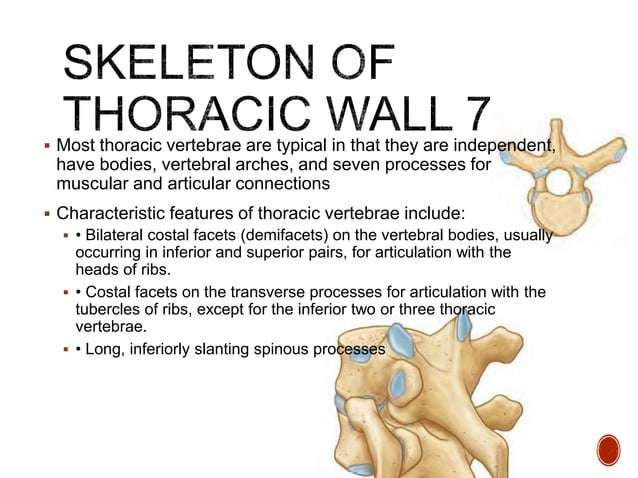 SKELETON OF
THORACIC WALL 7
▪ Most thoracic vertebrae are typical in that they are independent,
have bodies, vertebral arches, and seven processes for
muscular and articular connections
▪ Characteristic features of thoracic vertebrae include:
▪ • Bilateral costal facets (demifacets) on the vertebral bodies, usually
occurring in inferior and superior pairs, for articulation with the
heads of ribs.
▪ • Costal facets on the transverse processes for articulation with the
tubercles of ribs, except for the inferior two or three thoracic
vertebrae.
▪ • Long, inferiorly slanting spinous processes